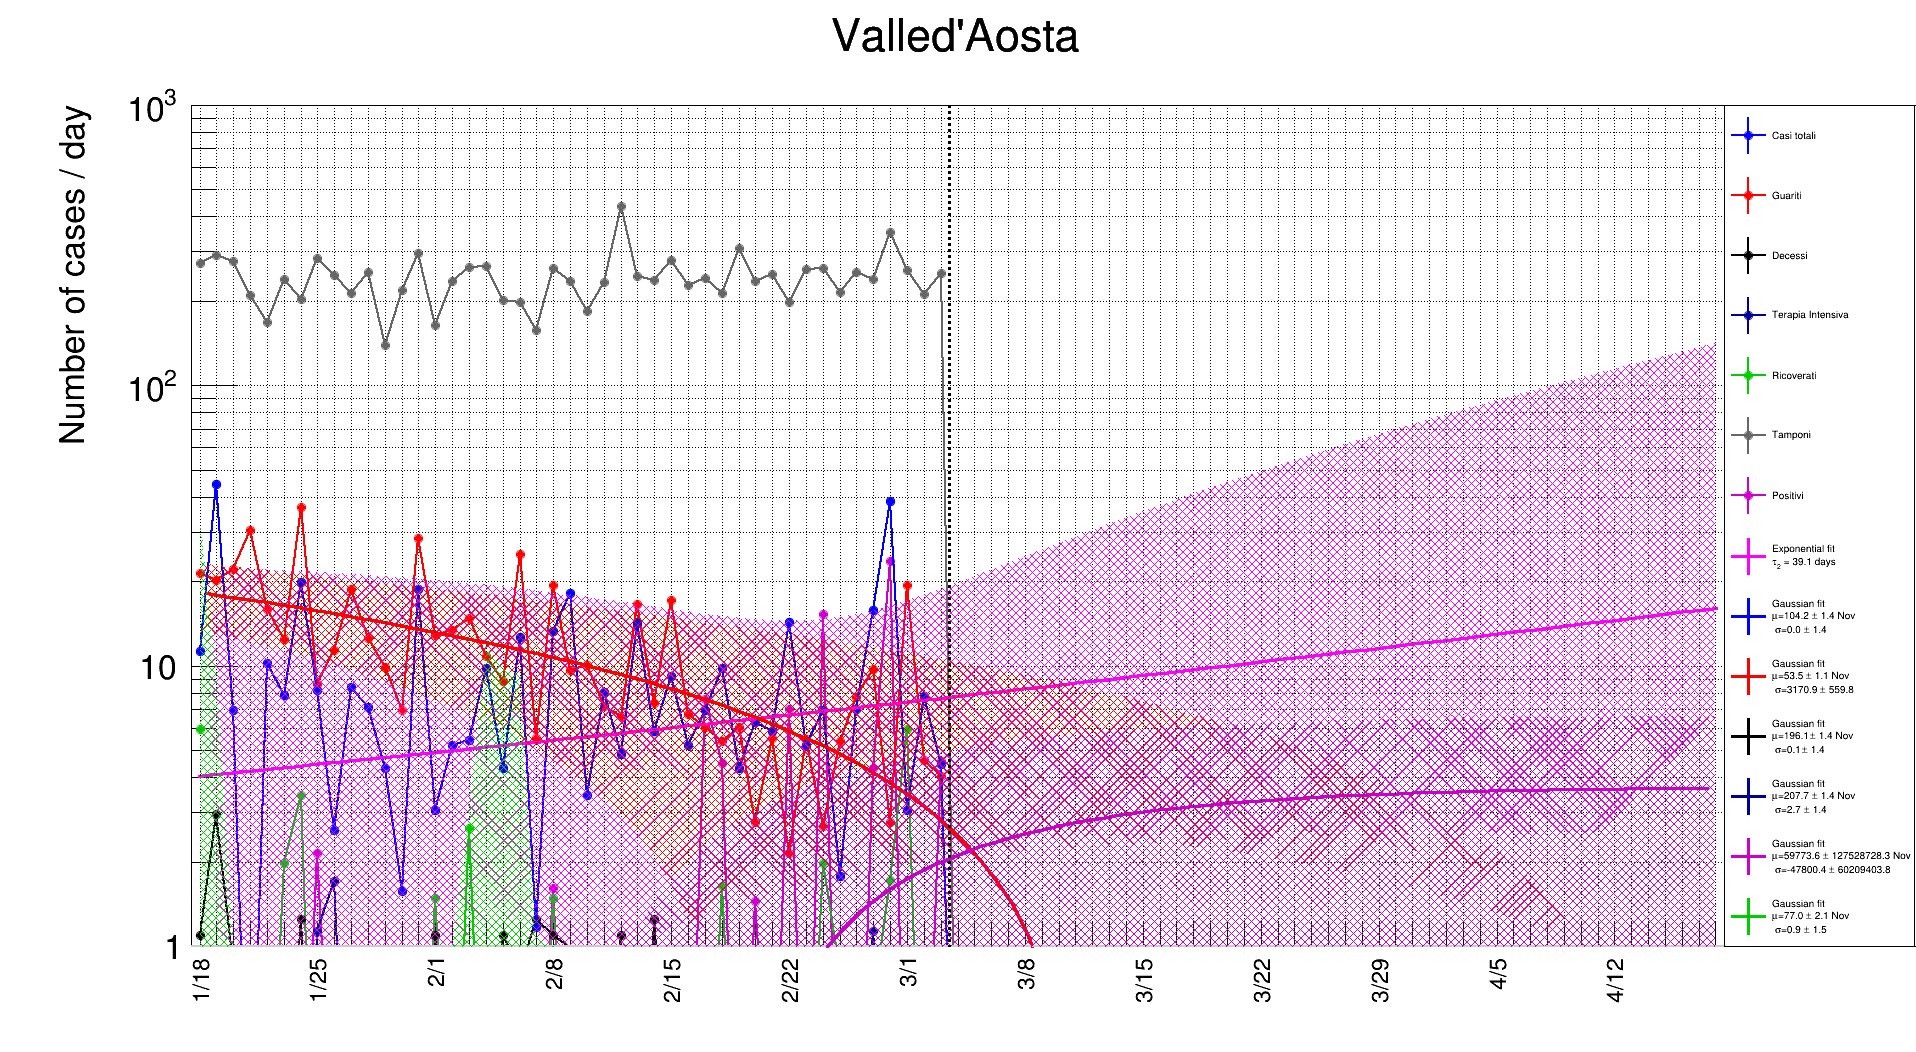 Valled'Aosta
Number of cases / day
10³
10²
10
1
1/18
1/25
2/1
2/8
2/15
2/22
3/1
3/8
3/15
3/22
3/29
4/5
4/12
Casi totali
Guariti
Decessi
Terapia Intensiva
Ricoverati
Tamponi
Positivi
Exponential fit
τ₂ = 39.1 days
Gaussian fit
μ=104.2 ± 1.4 Nov
σ=0.0 ± 1.4
Gaussian fit
μ=53.5 ± 1.1 Nov
σ=3170.9 ± 559.8
Gaussian fit
μ=196.1 ± 1.4 Nov
σ=0.1 ± 1.4
Gaussian fit
μ=207.7 ± 1.4 Nov
σ=2.7 ± 1.4
Gaussian fit
μ=59773.6 ± 127528728.3 Nov
σ=-47800.4 ± 60209403.8
Gaussian fit
μ=77.0 ± 2.1 Nov
σ=0.9 ± 1.5